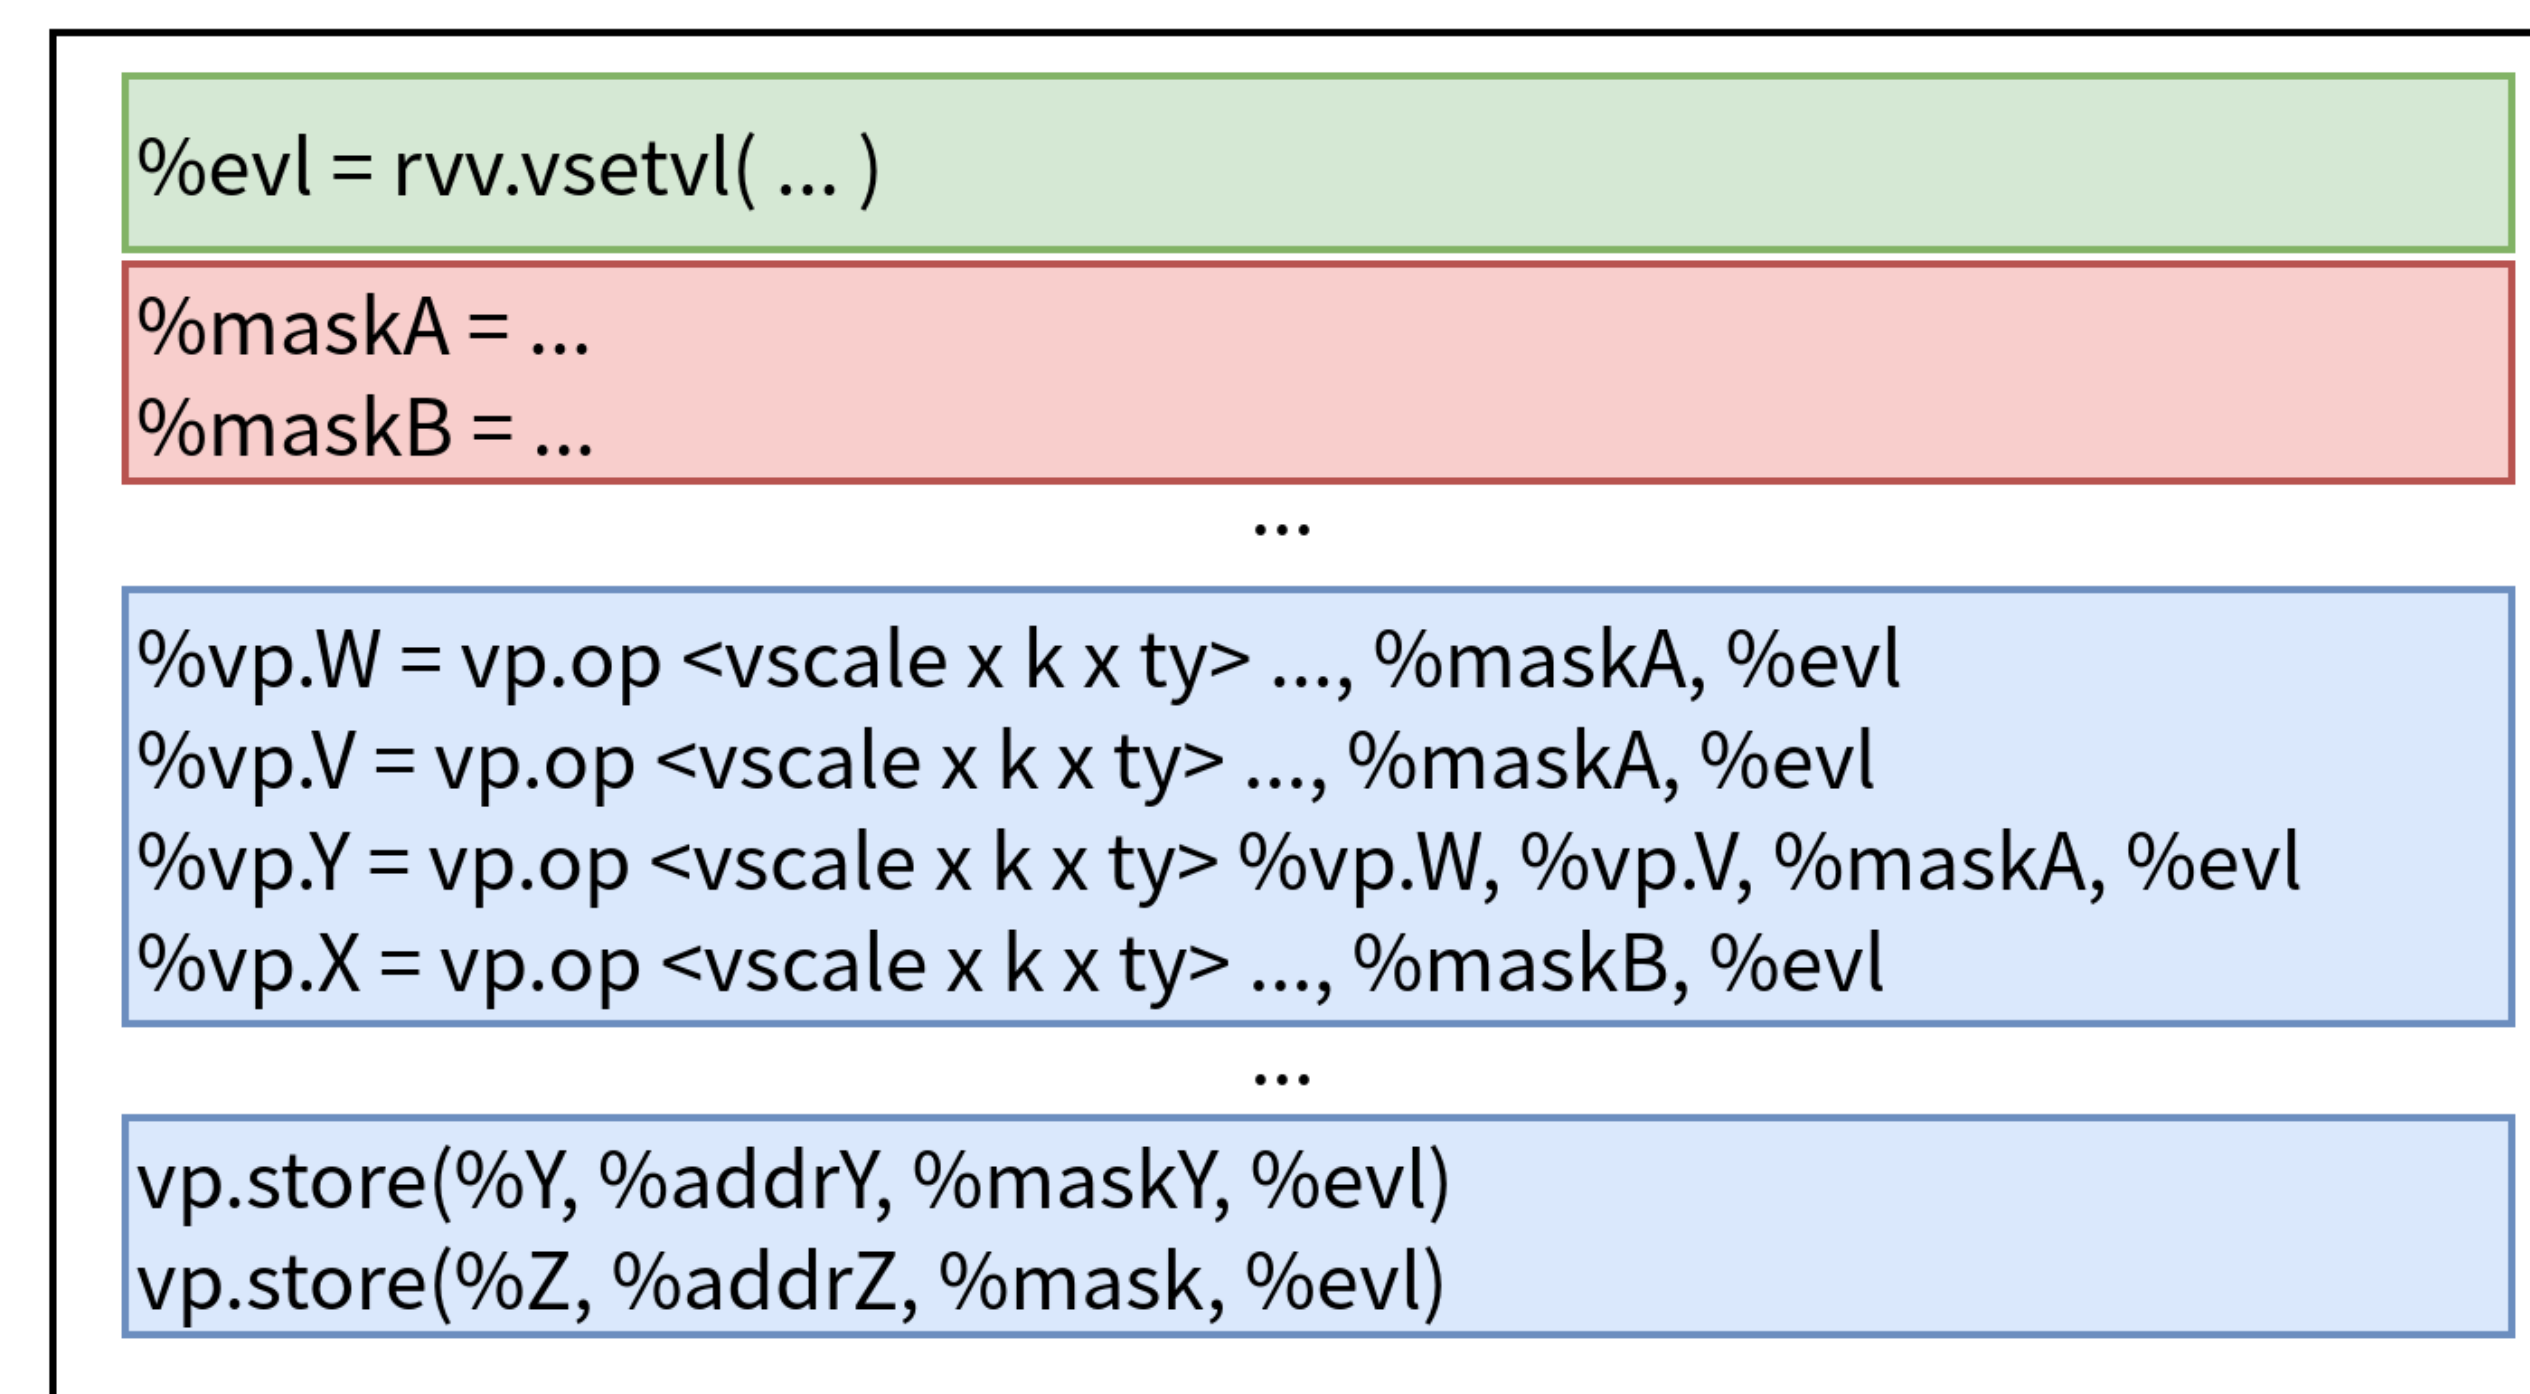 %evl = rvv.vsetvl( ... )
%maskA = ...
%maskB = ...
...
%vp.W = vp.op <vscale x k x ty> ..., %maskA, %evl
%vp.V = vp.op <vscale x k x ty> ..., %maskA, %evl
%vp.Y = vp.op <vscale x k x ty> %vp.W, %vp.V, %maskA, %evl
%vp.X = vp.op <vscale x k x ty> ..., %maskB, %evl
...
vp.store(%Y, %addrY, %maskY, %evl)
vp.store(%Z, %addrZ, %mask, %evl)